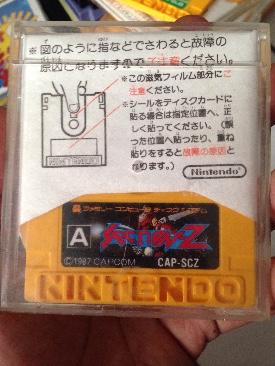 ※図のように指などでさわると故障の
原因となりますのでご注意ください。
※この磁気フィルム部分にご
注意ください。
※シールをディスクカードに
貼る場合は指定位置へ、正
しく貼ってください。(誤
った位置へ貼ったり、重ね
貼りをすると故障の原因と
なります。)
NINTENDO
Nintendo
ファミリー コンピュータ ディスク システム
A
©1987 CAPCOM CAP-SCZ
NINTENDO